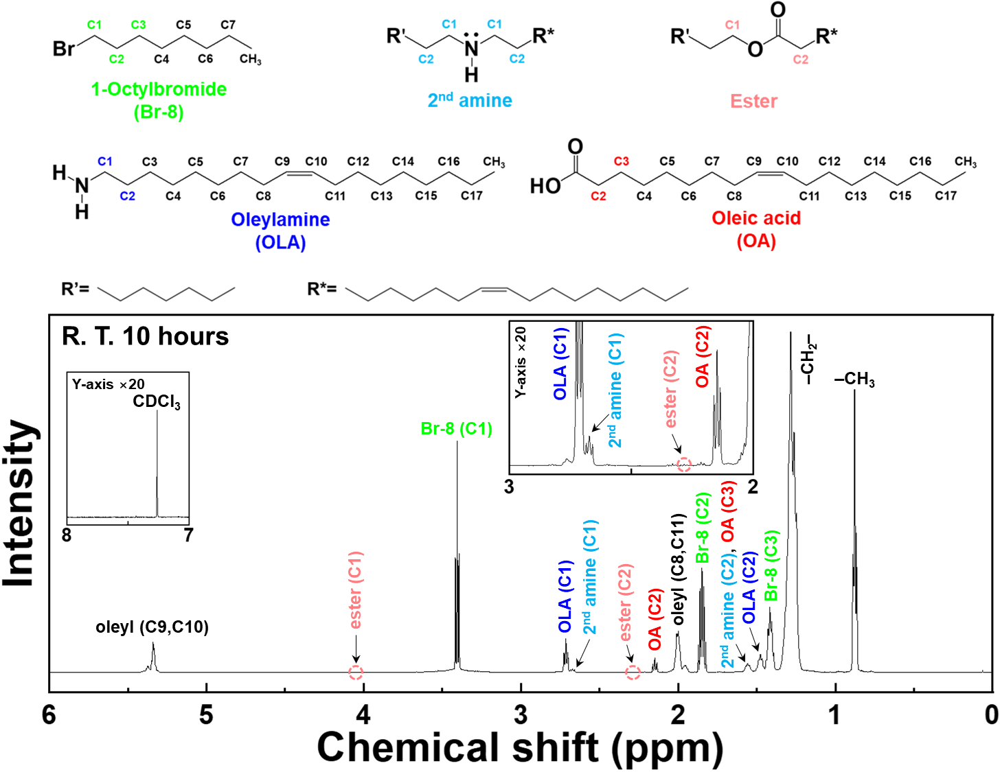 C1 C3 C5 C7
Br
C2 C4 C6 CH3
1-Octylbromide
(Br-8)
C1 C1
R' N R*
C2 H C2
2nd amine
O
C1
R' O R*
C2
Ester
H C1 C3 C5 C7 C9 C10 C12 C14 C16 CH3
N
H C2 C4 C6 C8 C11 C13 C15 C17
Oleylamine
(OLA)
O
C3 C5 C7 C9 C10 C12 C14 C16 CH3
HO
C2 C4 C6 C8 C11 C13 C15 C17
Oleic acid
(OA)
R’= R*=
R. T. 10 hours
Y-axis ×20
CDCl3
8 7
Y-axis ×20
OLA (C1)
2nd amine (C1)
ester (C2)
OA (C2)
3 2
–CH2–
–CH3
oleyl (C9,C10)
ester (C1)
Br-8 (C1)
OLA (C1)
2nd amine (C1)
ester (C2)
OA (C2)
oleyl (C8,C11)
Br-8 (C2)
2nd amine (C2), OA (C3)
OLA (C2)
Br-8 (C3)
Intensity
6 5 4 3 2 1 0
Chemical shift (ppm)